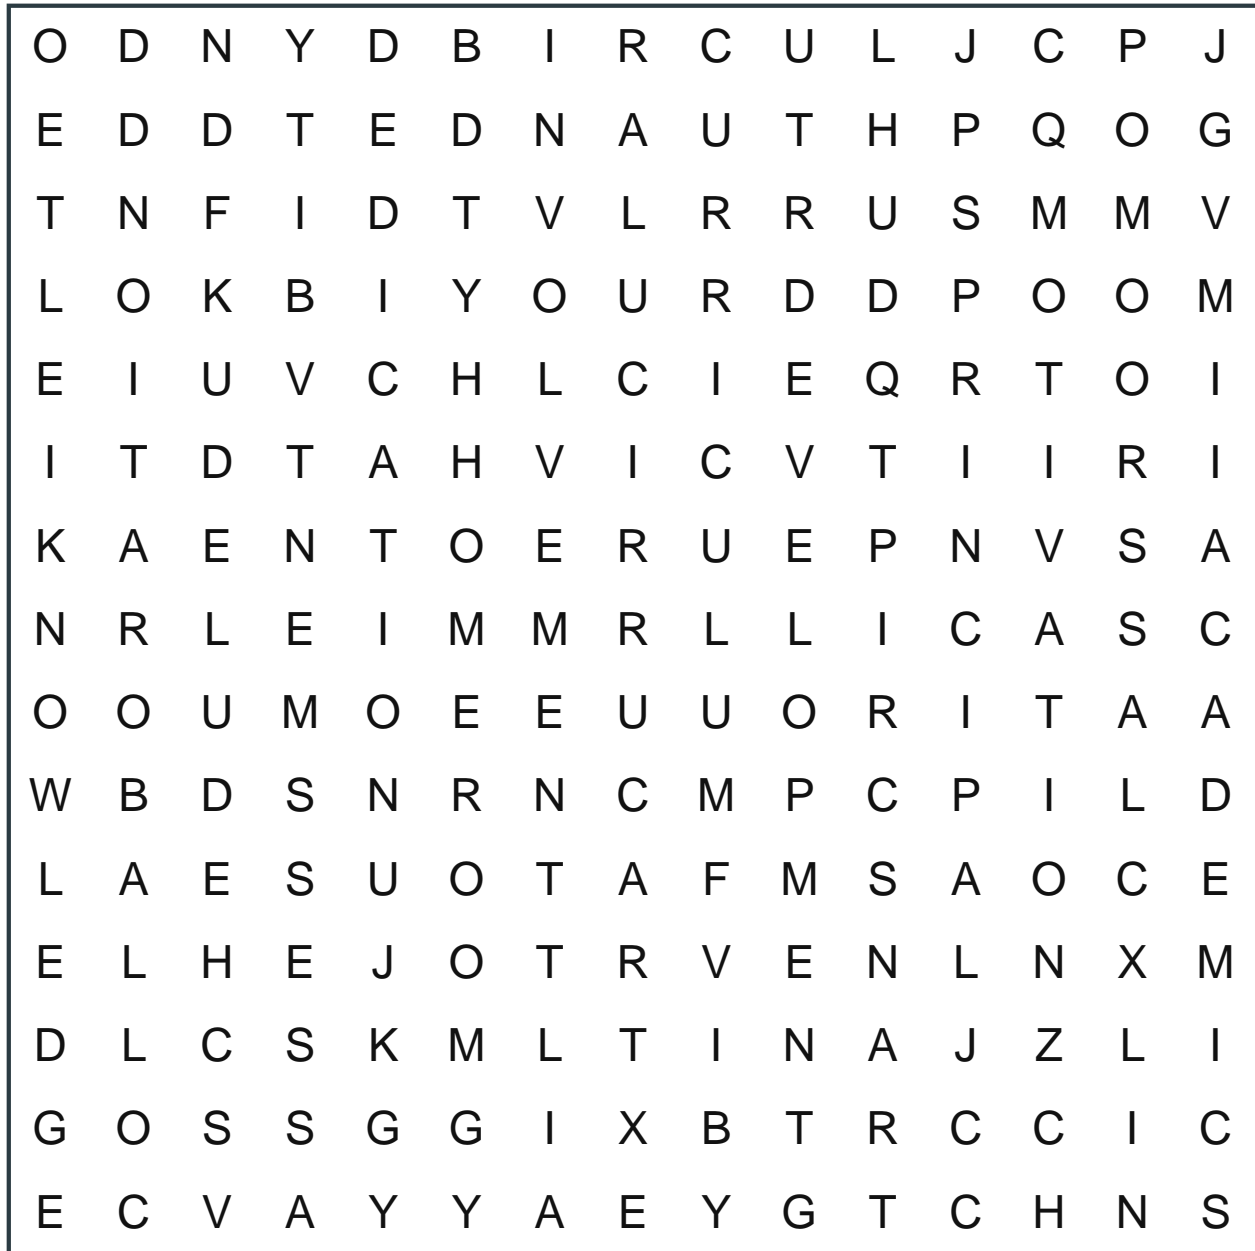 O D N Y D B I R C U L J C P J
E D D T E D N A U T H P Q O G
T N F I D T V L R R U S M M V
L O K B I Y O U R D D P O O M
E I U V C H L C I E Q R T O I
I T D T A H V I C V T I I R I
K A E N T O E R U E P N V S A
N R L E I M M R L L I C A S C
O O U M O E E U U O R I T A A
W B D S N R N C M P C P I L D
L A E S U O T A F M S A O C E
E L H E J O T R V E N L N X M
D L C S K M L T I N A J Z L I
G O S S G G I X B T R C C I C
E C V A Y Y A E Y G T C H N S